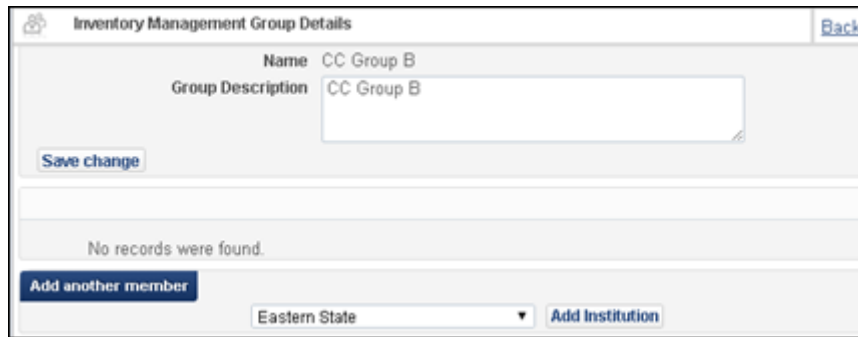 Inventory Management Group Details
Back
Name CC Group B
Group Description CC Group B
Save change
No records were found.
Add another member
Eastern State Add Institution